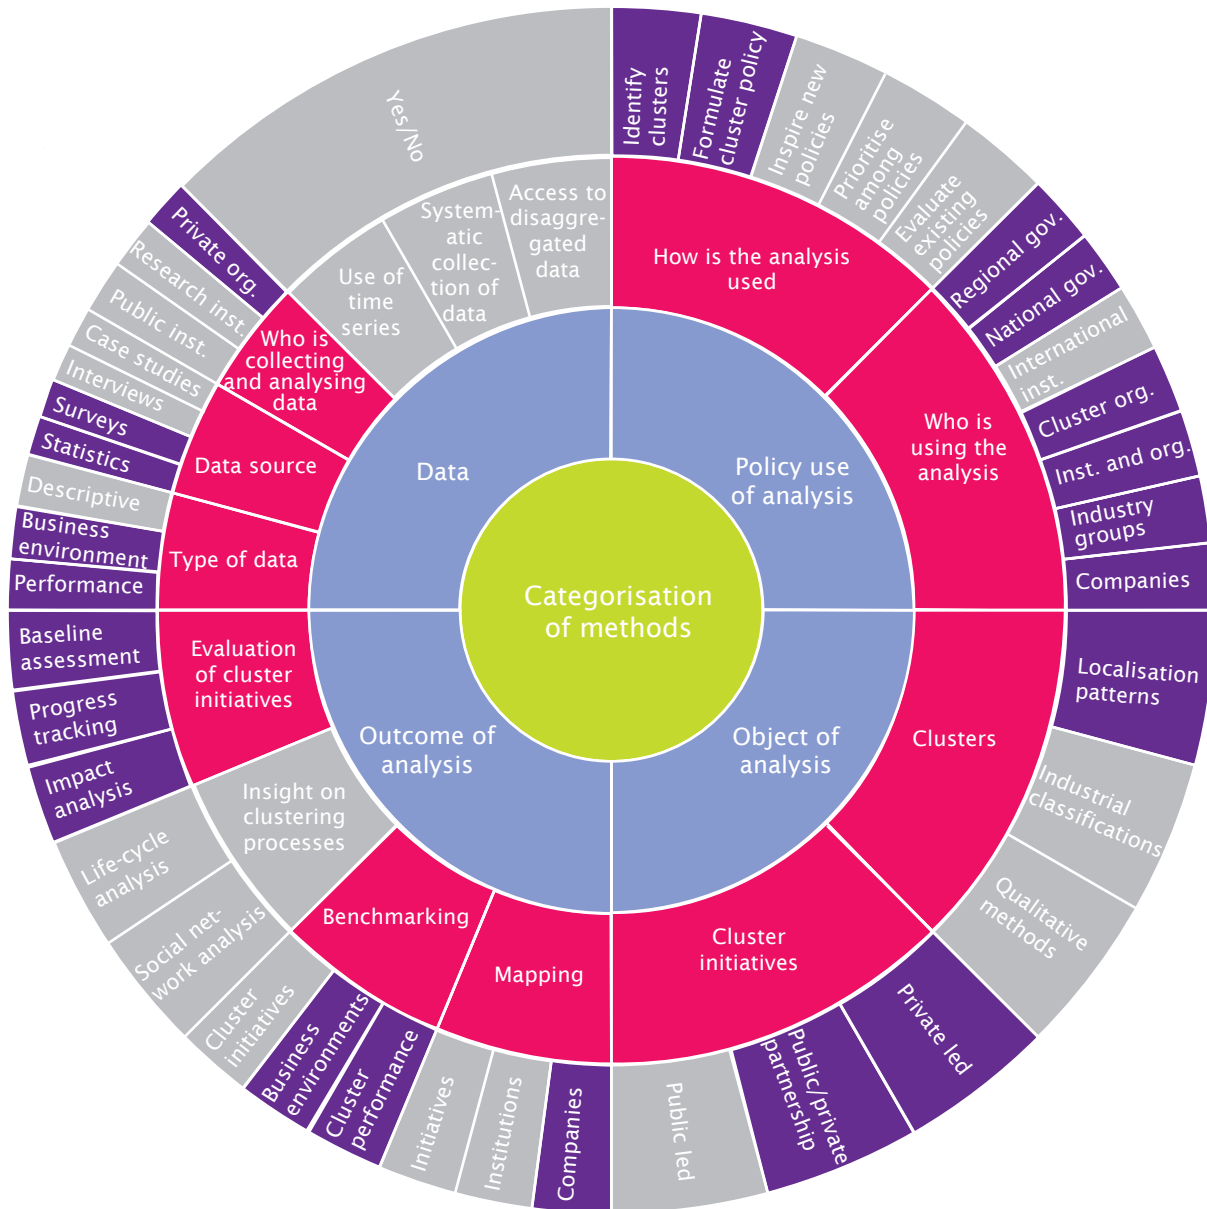 Categorisation
of methods
Policy use
of analysis
How is the analysis
used
Identify
clusters
Formulate
cluster policy
Inspire new
policies
Prioritise
among
policies
Evaluate
existing
policies
Who is
using the
analysis
Regional gov.
National gov.
International
inst.
Cluster org.
Inst. and org.
Industry
groups
Companies
Object of
analysis
Clusters
Localisation
patterns
Industrial
classifications
Qualitative
methods
Cluster
initiatives
Private led
Public/private
partnership
Public led
Outcome of
analysis
Mapping
Companies
Institutions
Initiatives
Benchmarking
Cluster
performance
Business
environments
Cluster
initiatives
Insight on
clustering
processes
Social net-
work analysis
Life-cycle
analysis
Evaluation
of cluster
initiatives
Impact
analysis
Progress
tracking
Baseline
assessment
Data
Type of data
Performance
Business
environment
Descriptive
Data source
Statistics
Surveys
Interviews
Case studies
Who is
collecting
and analysing
data
Public inst.
Research inst.
Private org.
Use of
time
series
System-
atic
collec-
tion of
data
Access to
disaggre-
gated
data
Yes/No